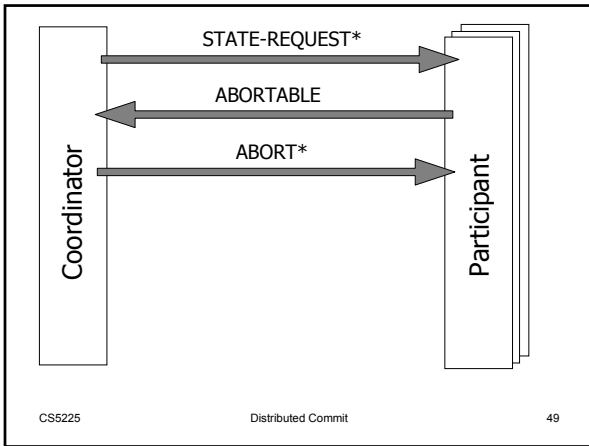 STATE-REQUEST*
ABORTABLE
ABORT*
Coordinator
Participant
CS5225 Distributed Commit 49